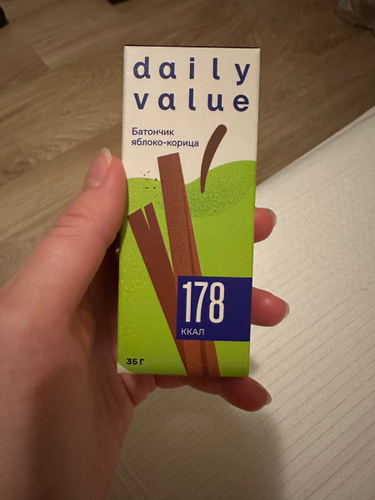 daily
value
Батончик
яблоко-корица
178
ККАЛ
35 Г